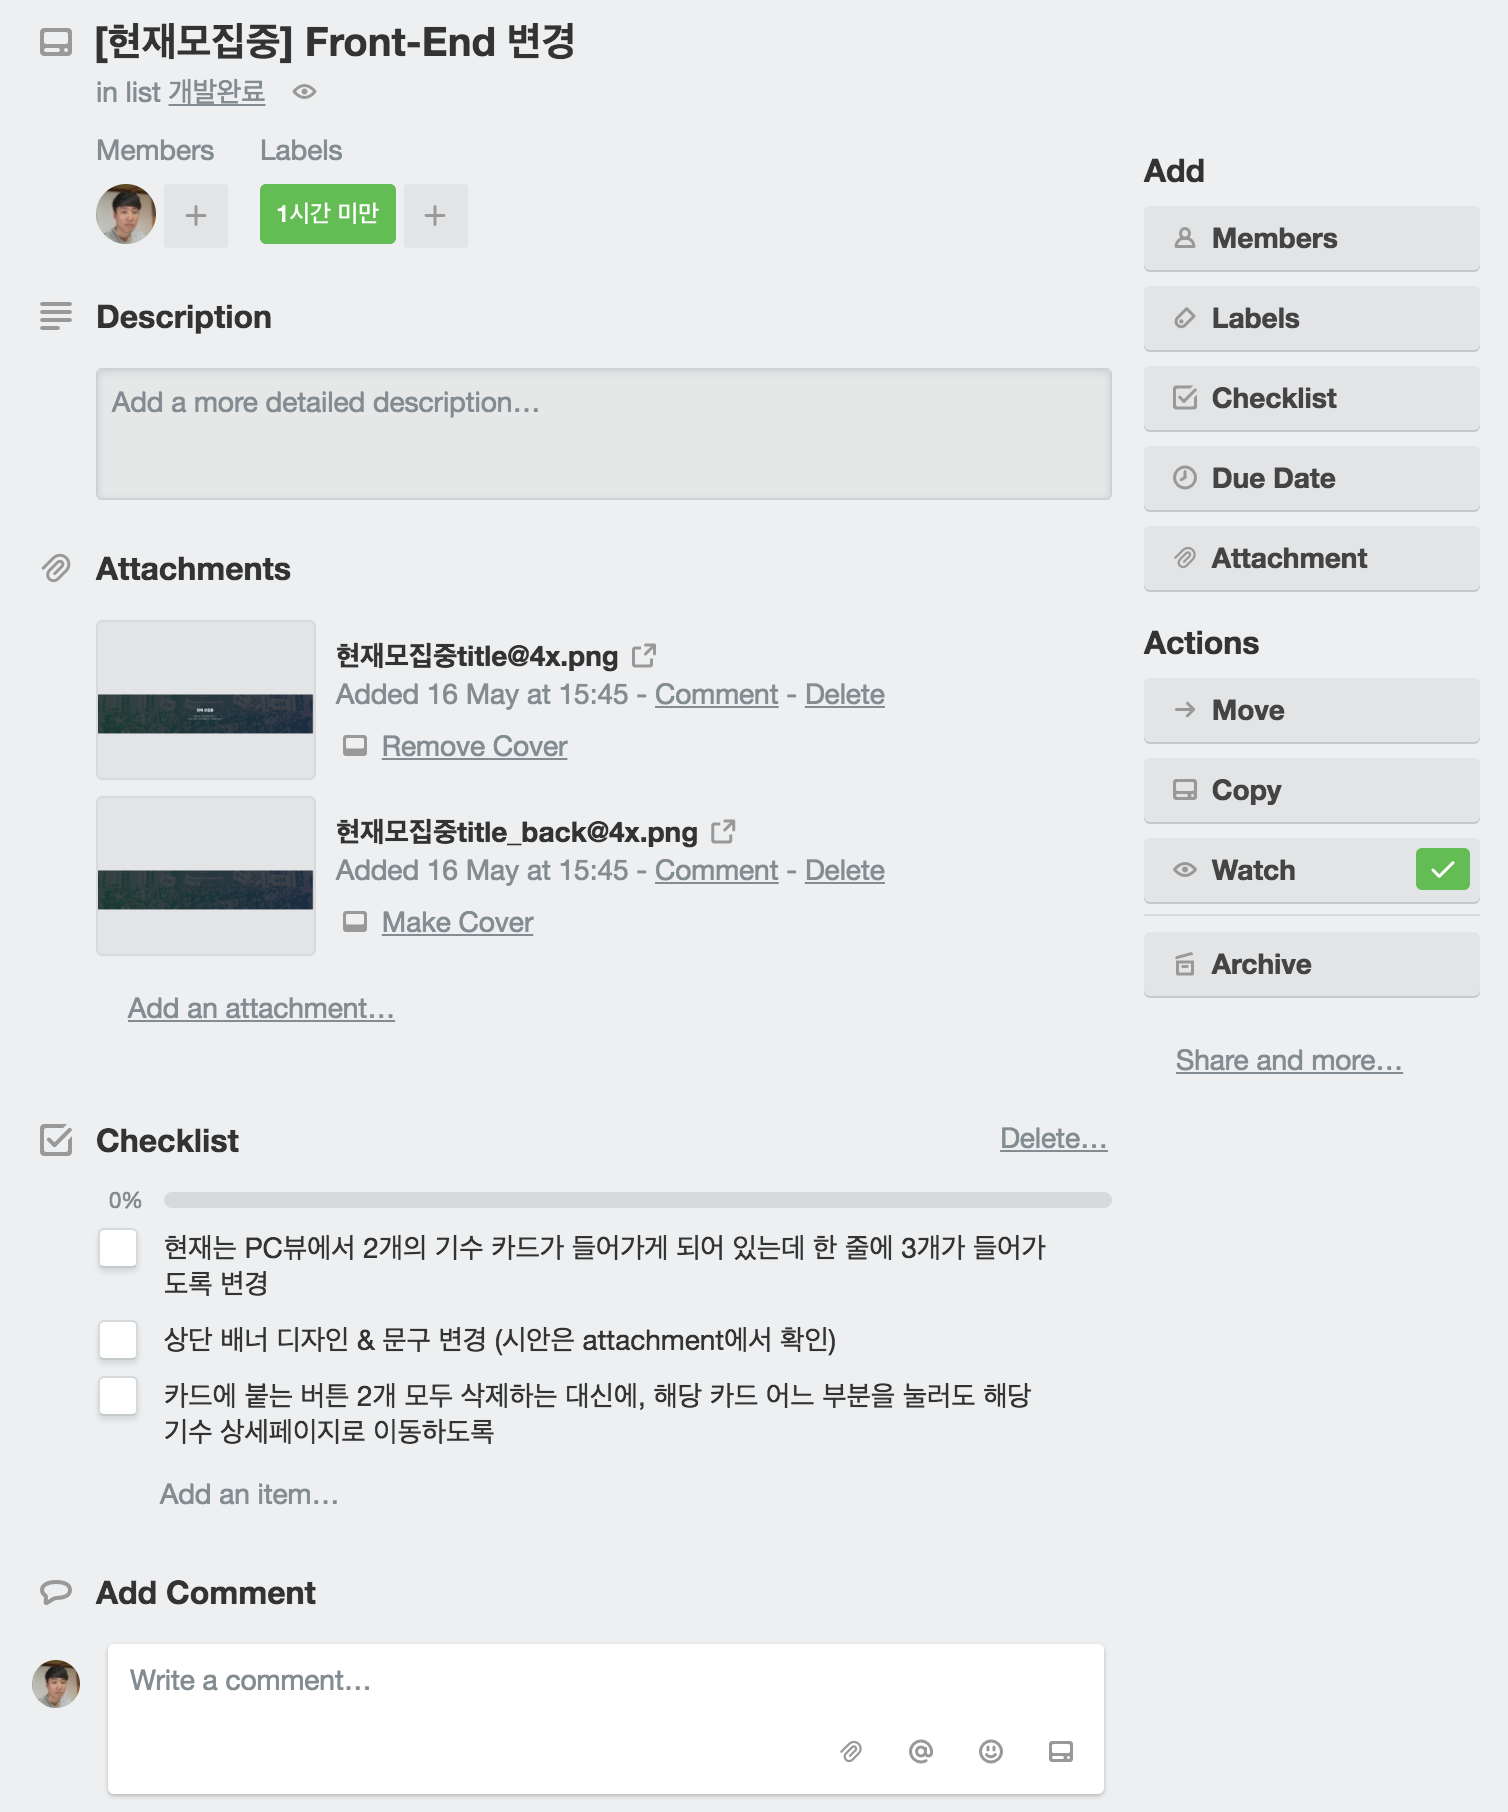 [현재모집중] Front-End 변경
in list 개발완료
Members Labels
1시간 미만
Description
Add a more detailed description…
Attachments
현재모집중title@4x.png
Added 16 May at 15:45 - Comment - Delete
Remove Cover
현재모집중title_back@4x.png
Added 16 May at 15:45 - Comment - Delete
Make Cover
Add an attachment…
Checklist
Delete…
0%
현재는 PC뷰에서 2개의 기수 카드가 들어가게 되어 있는데 한 줄에 3개가 들어가
도록 변경
상단 배너 디자인 & 문구 변경 (시안은 attachment에서 확인)
카드에 붙는 버튼 2개 모두 삭제하는 대신에, 해당 카드 어느 부분을 눌러도 해당
기수 상세페이지로 이동하도록
Add an item…
Add Comment
Write a comment…
Add
Members
Labels
Checklist
Due Date
Attachment
Actions
Move
Copy
Watch
Archive
Share and more…